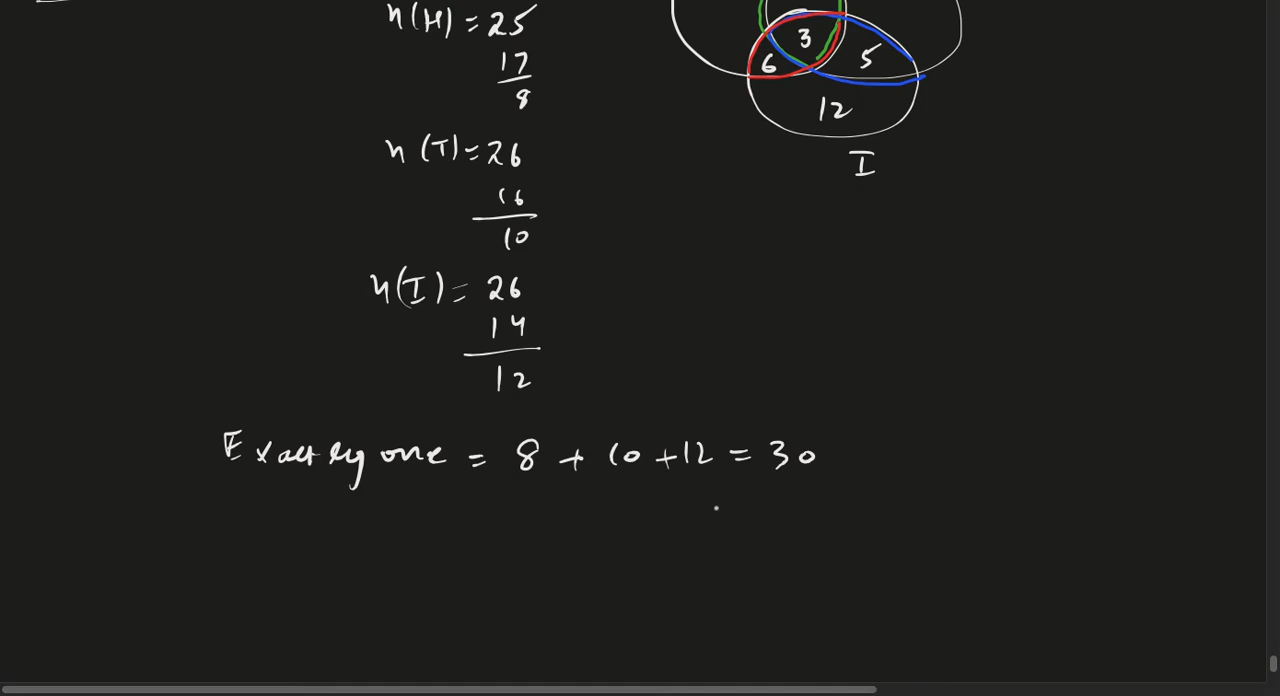 n(H) = 25
17
8
n(T) = 26
16
10
n(I) = 26
14
12
3
6
5
12
I
Exactly one = 8 + 10 + 12 = 30